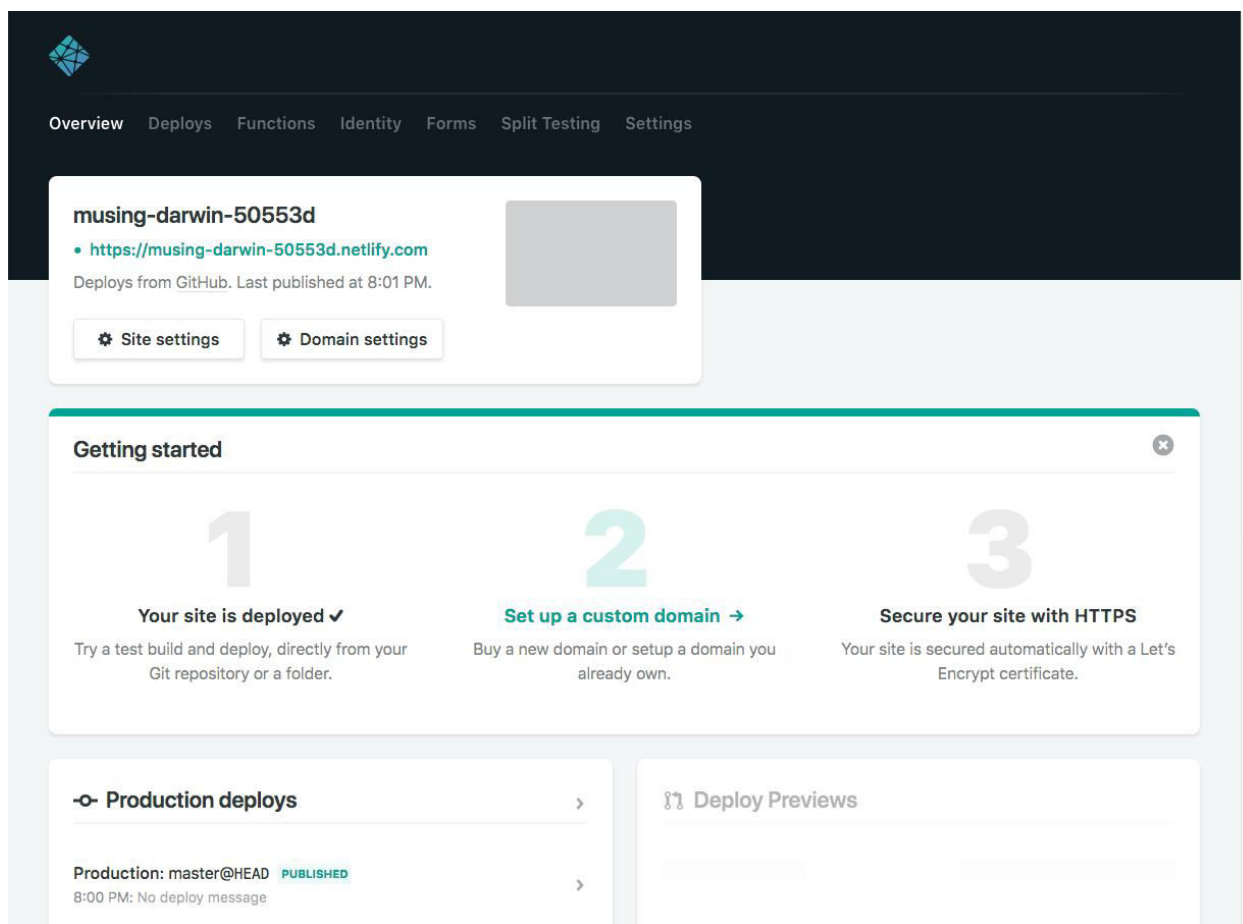 Overview Deploys Functions Identity Forms Split Testing Settings
musing-darwin-50553d
• https://musing-darwin-50553d.netlify.com
Deploys from GitHub. Last published at 8:01 PM.
Site settings Domain settings
Getting started
1
Your site is deployed ✔
Try a test build and deploy, directly from your
Git repository or a folder.
2
Set up a custom domain →
Buy a new domain or setup a domain you
already own.
3
Secure your site with HTTPS
Your site is secured automatically with a Let’s
Encrypt certificate.
Production deploys
Production: master@HEAD PUBLISHED
8:00 PM: No deploy message
Deploy Previews